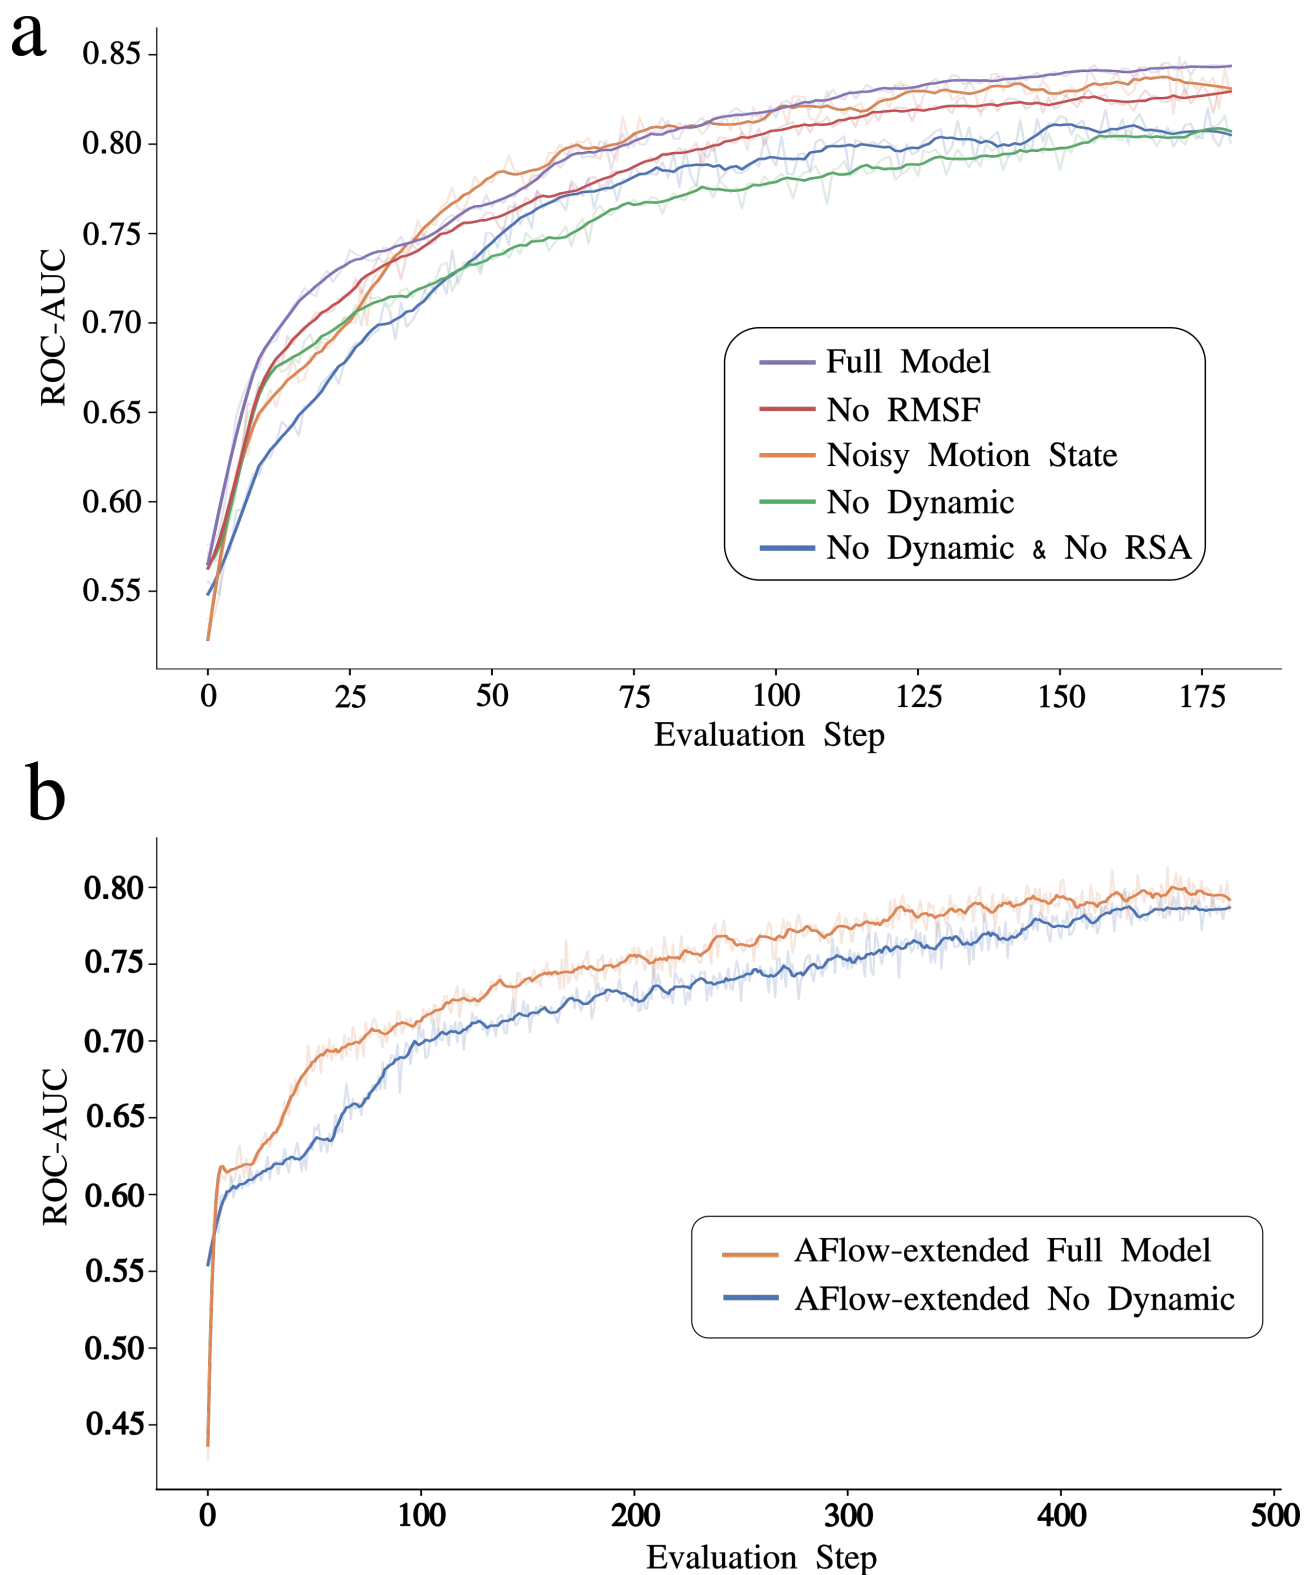 a
0.85
0.80
0.75
0.70
0.65
0.60
0.55
ROC-AUC
Full Model
No RMSF
Noisy Motion State
No Dynamic
No Dynamic & No RSA
0 25 50 75 100 125 150 175
Evaluation Step
b
0.80
0.75
0.70
0.65
0.60
0.55
0.50
0.45
ROC-AUC
AFlow-extended Full Model
AFlow-extended No Dynamic
0 100 200 300 400 500
Evaluation Step